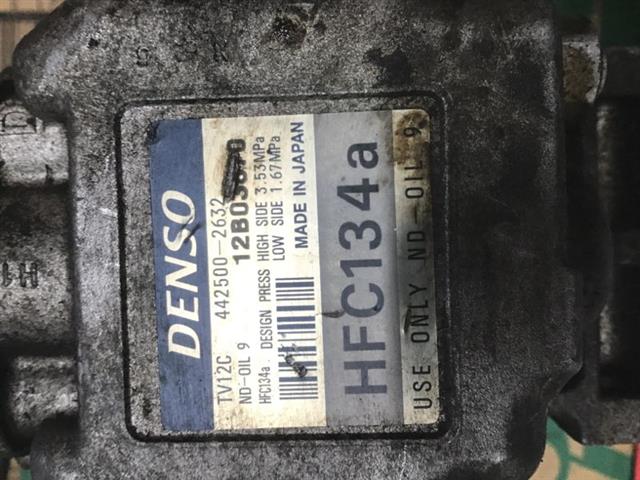 DENSO
TV12C 442500-2632
ND-OIL 9
HFC134a DESIGN PRESS HIGH SIDE 3.53MPa
LOW SIDE 1.67MPa
MADE IN JAPAN
HFC134a
USE ONLY ND-OIL 9